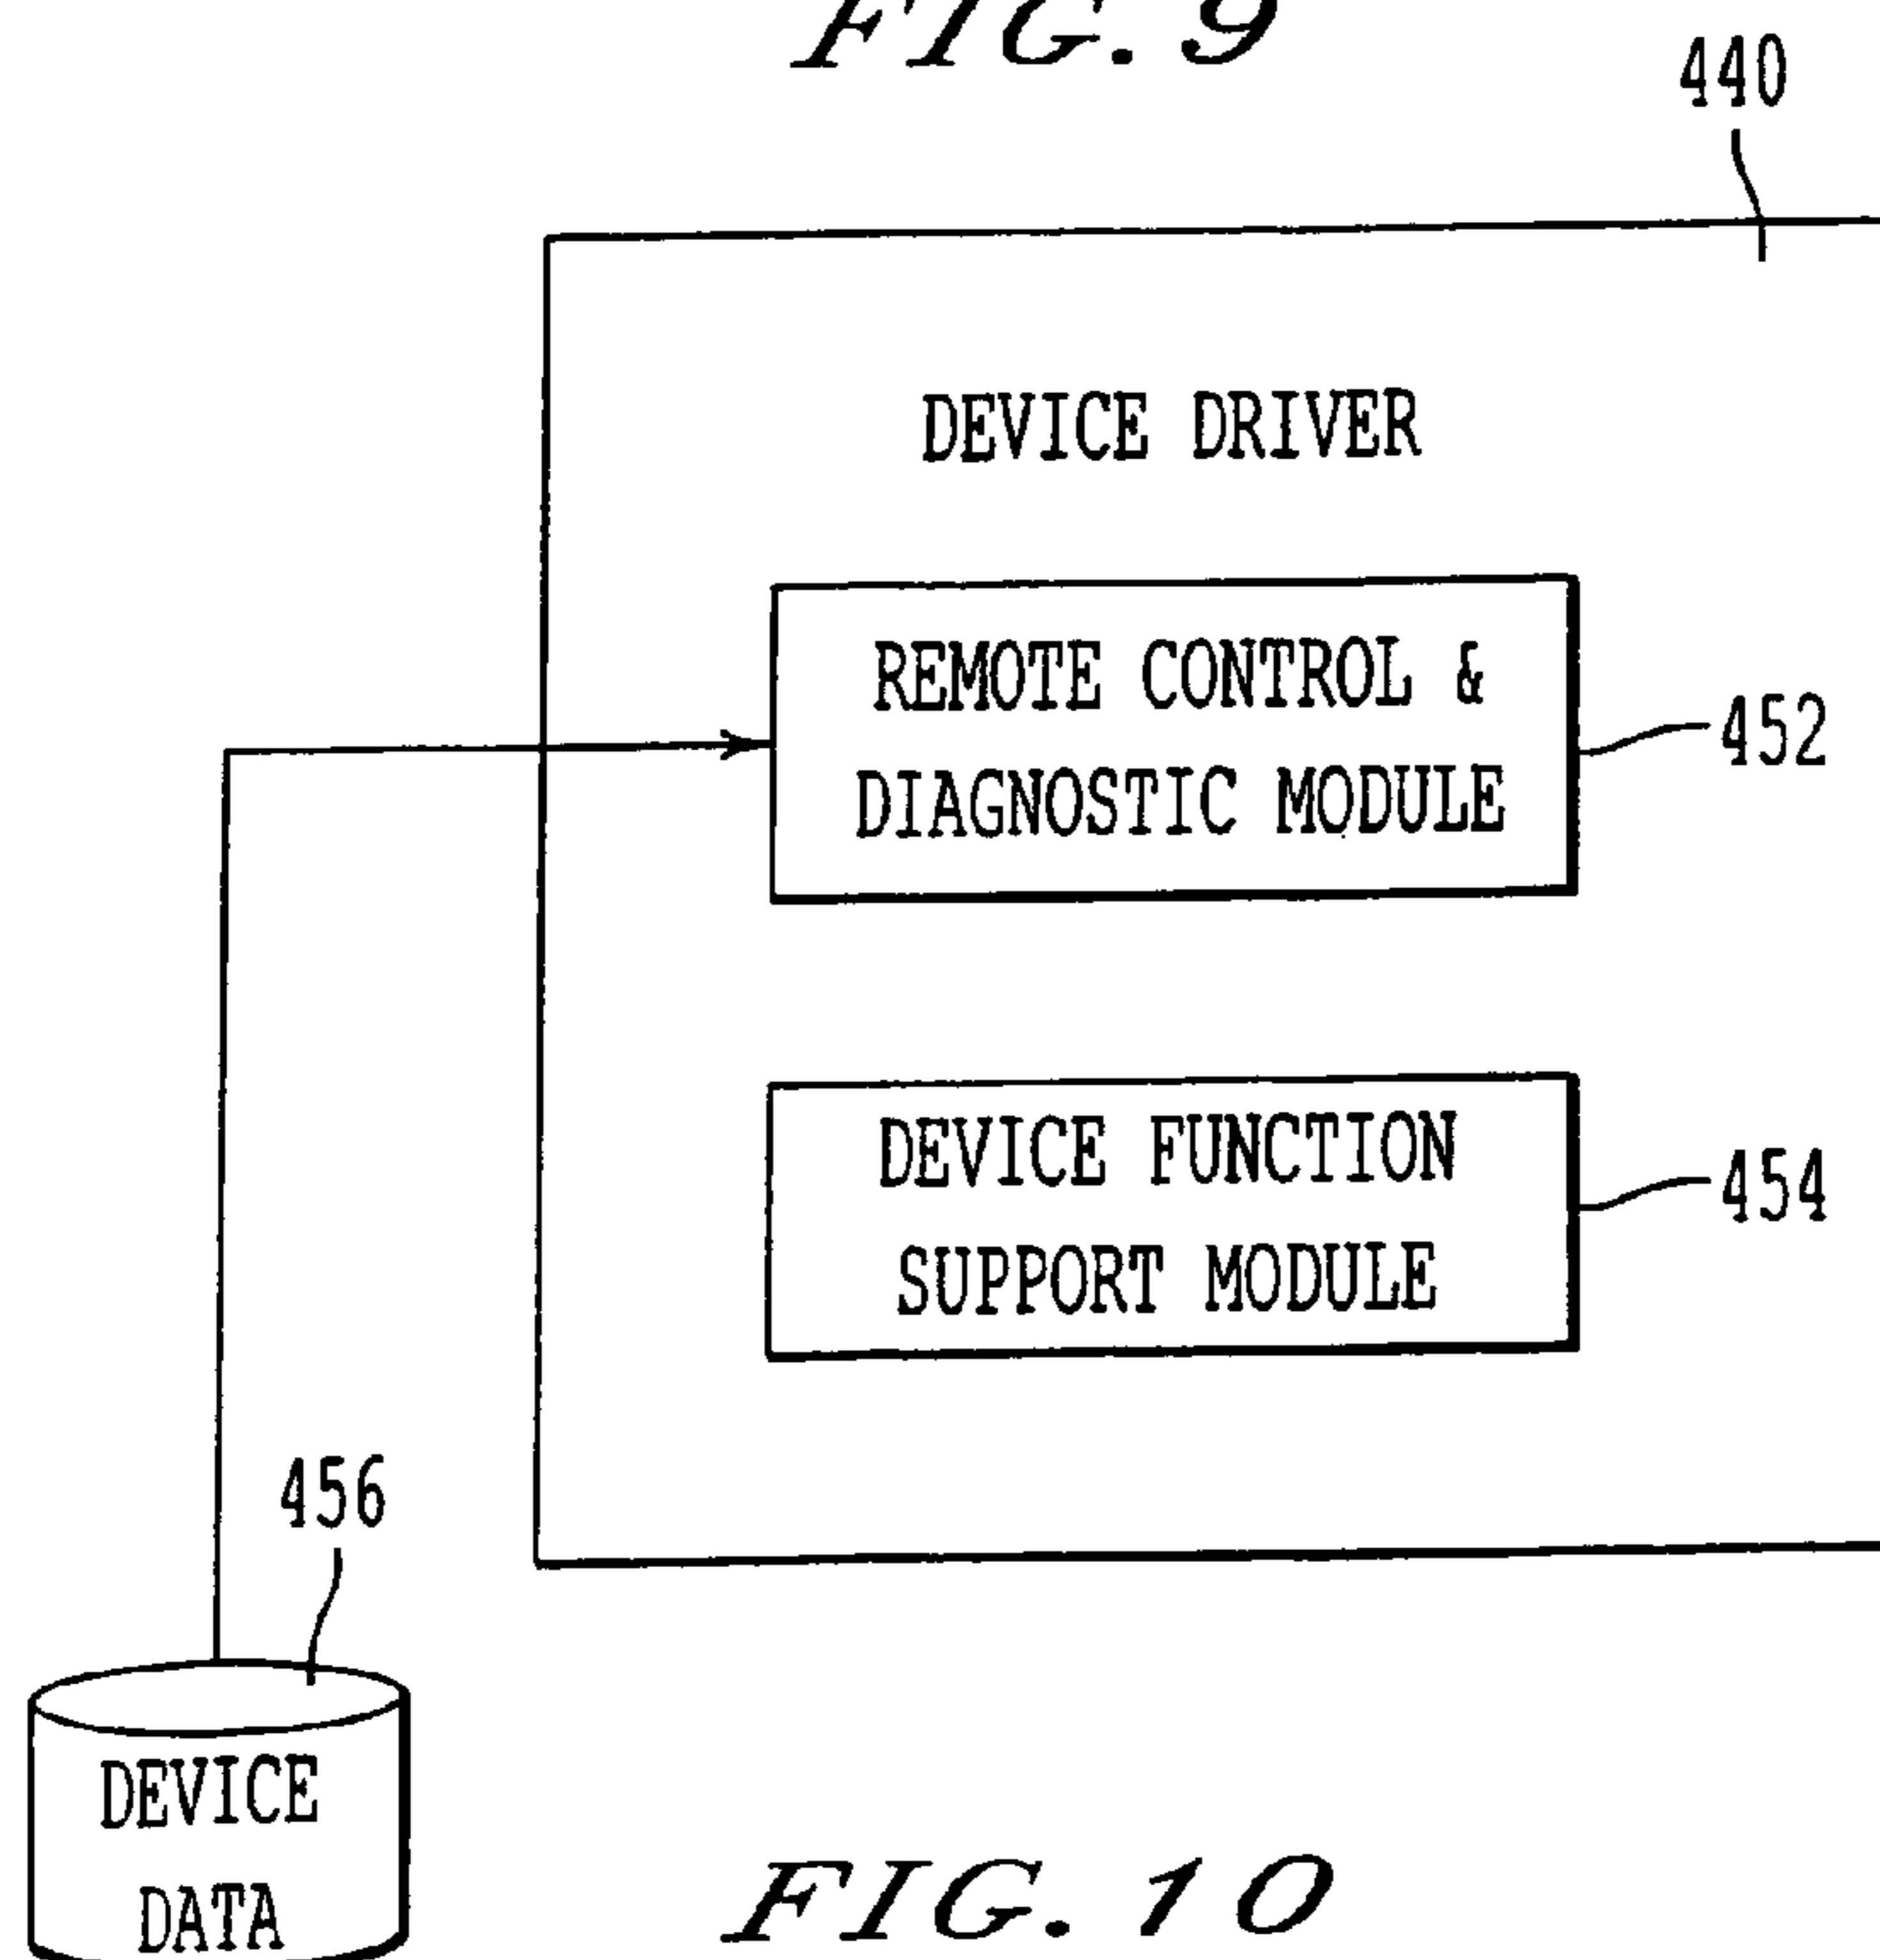 FIG. 9
440
DEVICE DRIVER
REMOTE CONTROL &
DIAGNOSTIC MODULE
452
DEVICE FUNCTION
SUPPORT MODULE
454
456
DEVICE
DATA
FIG. 10